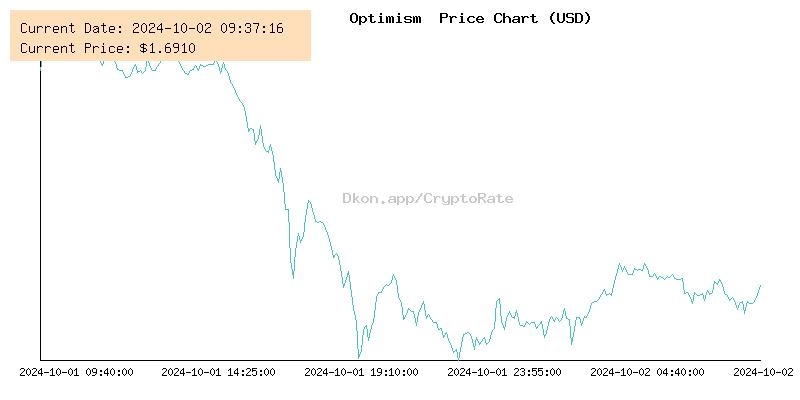 Optimism Price Chart (USD)
Current Date: 2024-10-02 09:37:16
Current Price: $1.6910
Dkon.app/CryptoRate
2024-10-01 09:40:00 2024-10-01 14:25:00 2024-10-01 19:10:00 2024-10-01 23:55:00 2024-10-02 04:40:00 2024-10-02